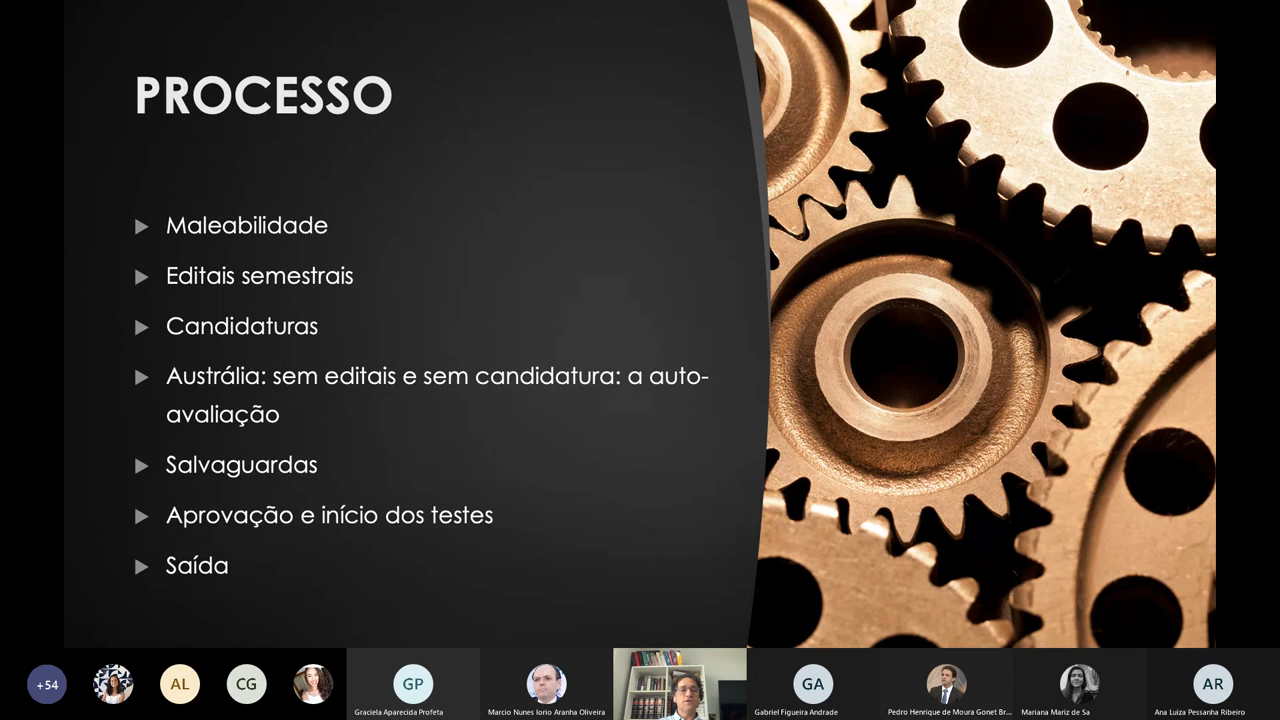 PROCESSO
Maleabilidade
Editais semestrais
Candidaturas
Austrália: sem editais e sem candidatura: a auto-
avaliação
Salvaguardas
Aprovação e início dos testes
Saída
+54
AL
CG
GP
GA
AR
Graciela Aparecida Profeta
Marcio Nunes Iorio Aranha Oliveira
Gabriel Figueira Andrade
Pedro Henrique de Moura Gonet Br...
Mariana Mariz de Sa
Ana Luiza Pessanha Ribeiro